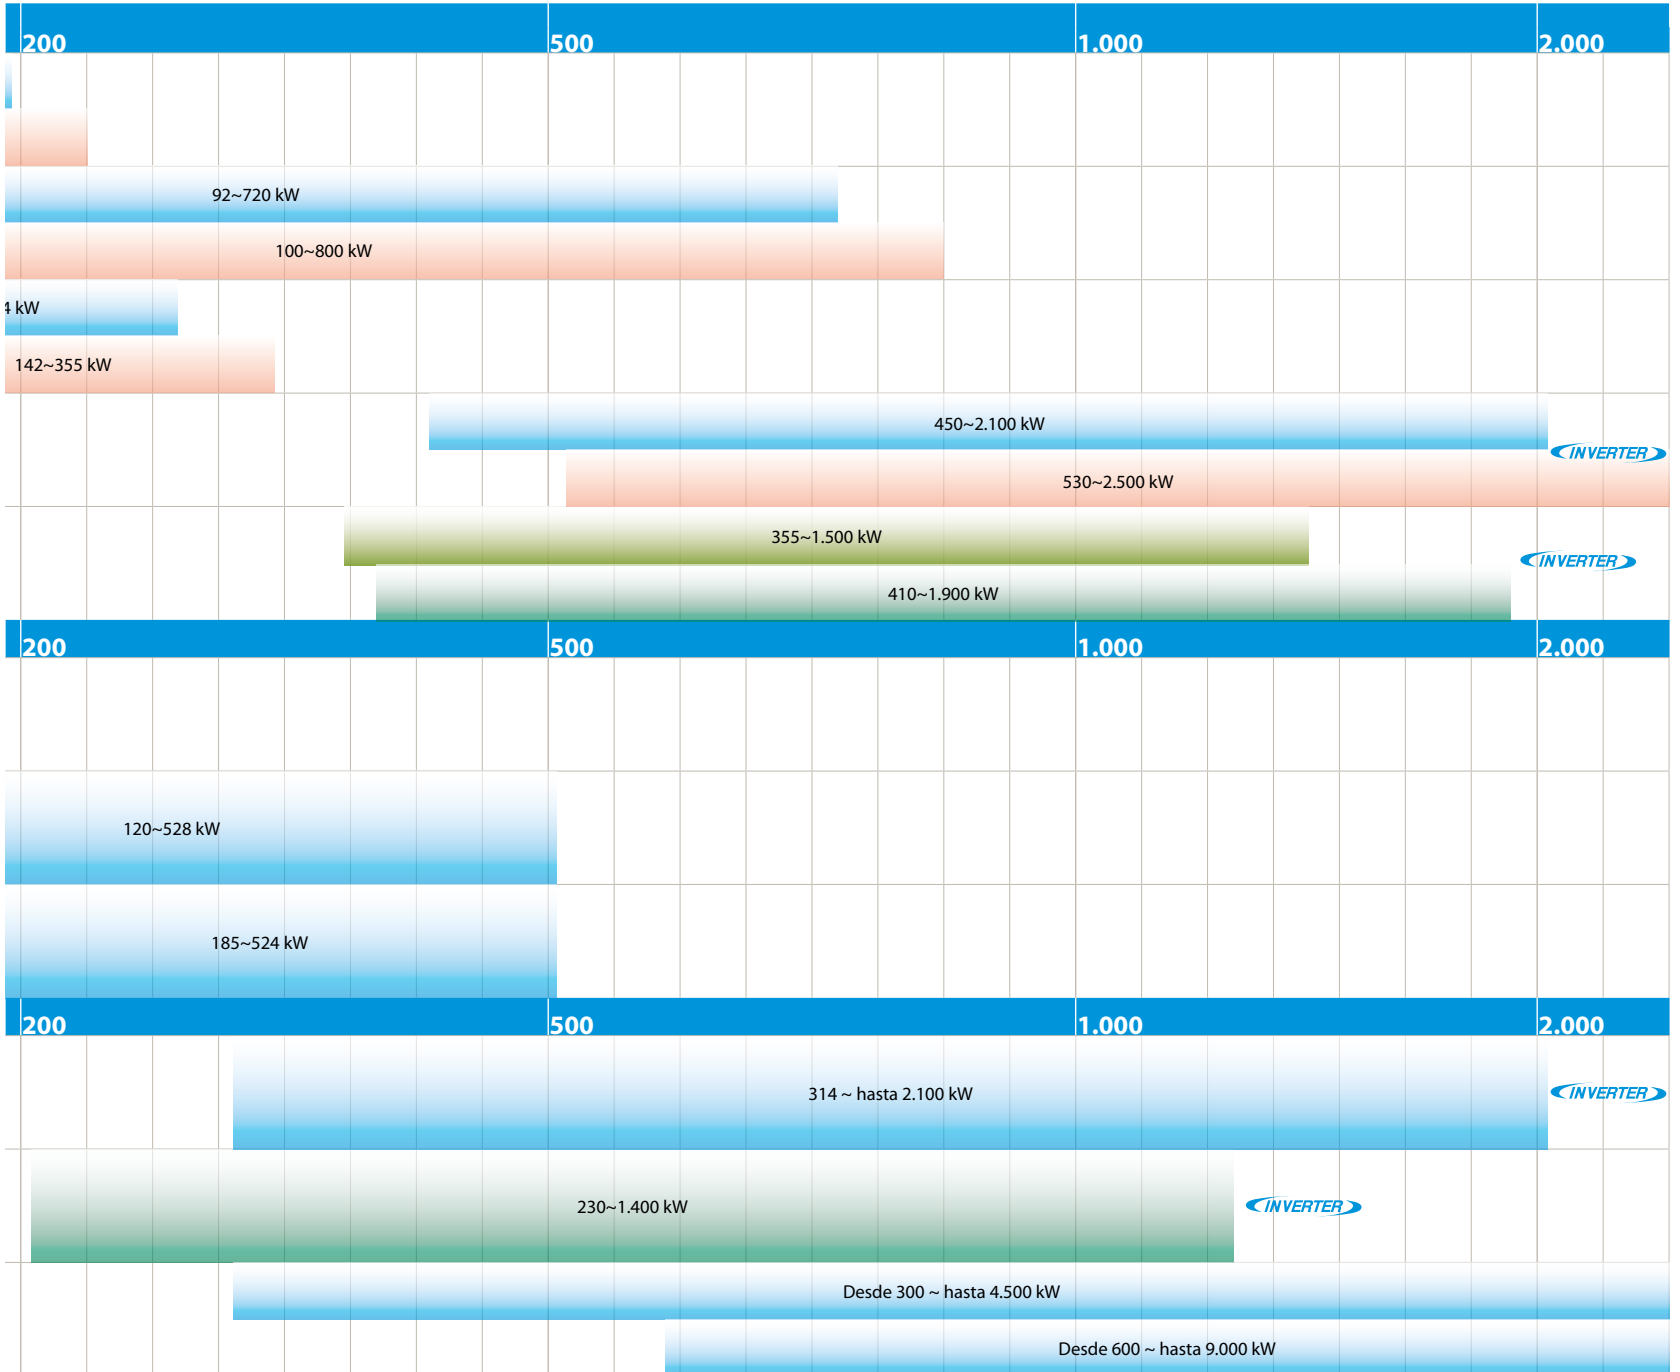 200 500 1.000 2.000
92~720 kW
100~800 kW
4 kW
142~355 kW
450~2.100 kW
INVERTER
530~2.500 kW
355~1.500 kW
INVERTER
410~1.900 kW
200 500 1.000 2.000
120~528 kW
185~524 kW
200 500 1.000 2.000
314 ~ hasta 2.100 kW
INVERTER
230~1.400 kW
INVERTER
Desde 300 ~ hasta 4.500 kW
Desde 600 ~ hasta 9.000 kW